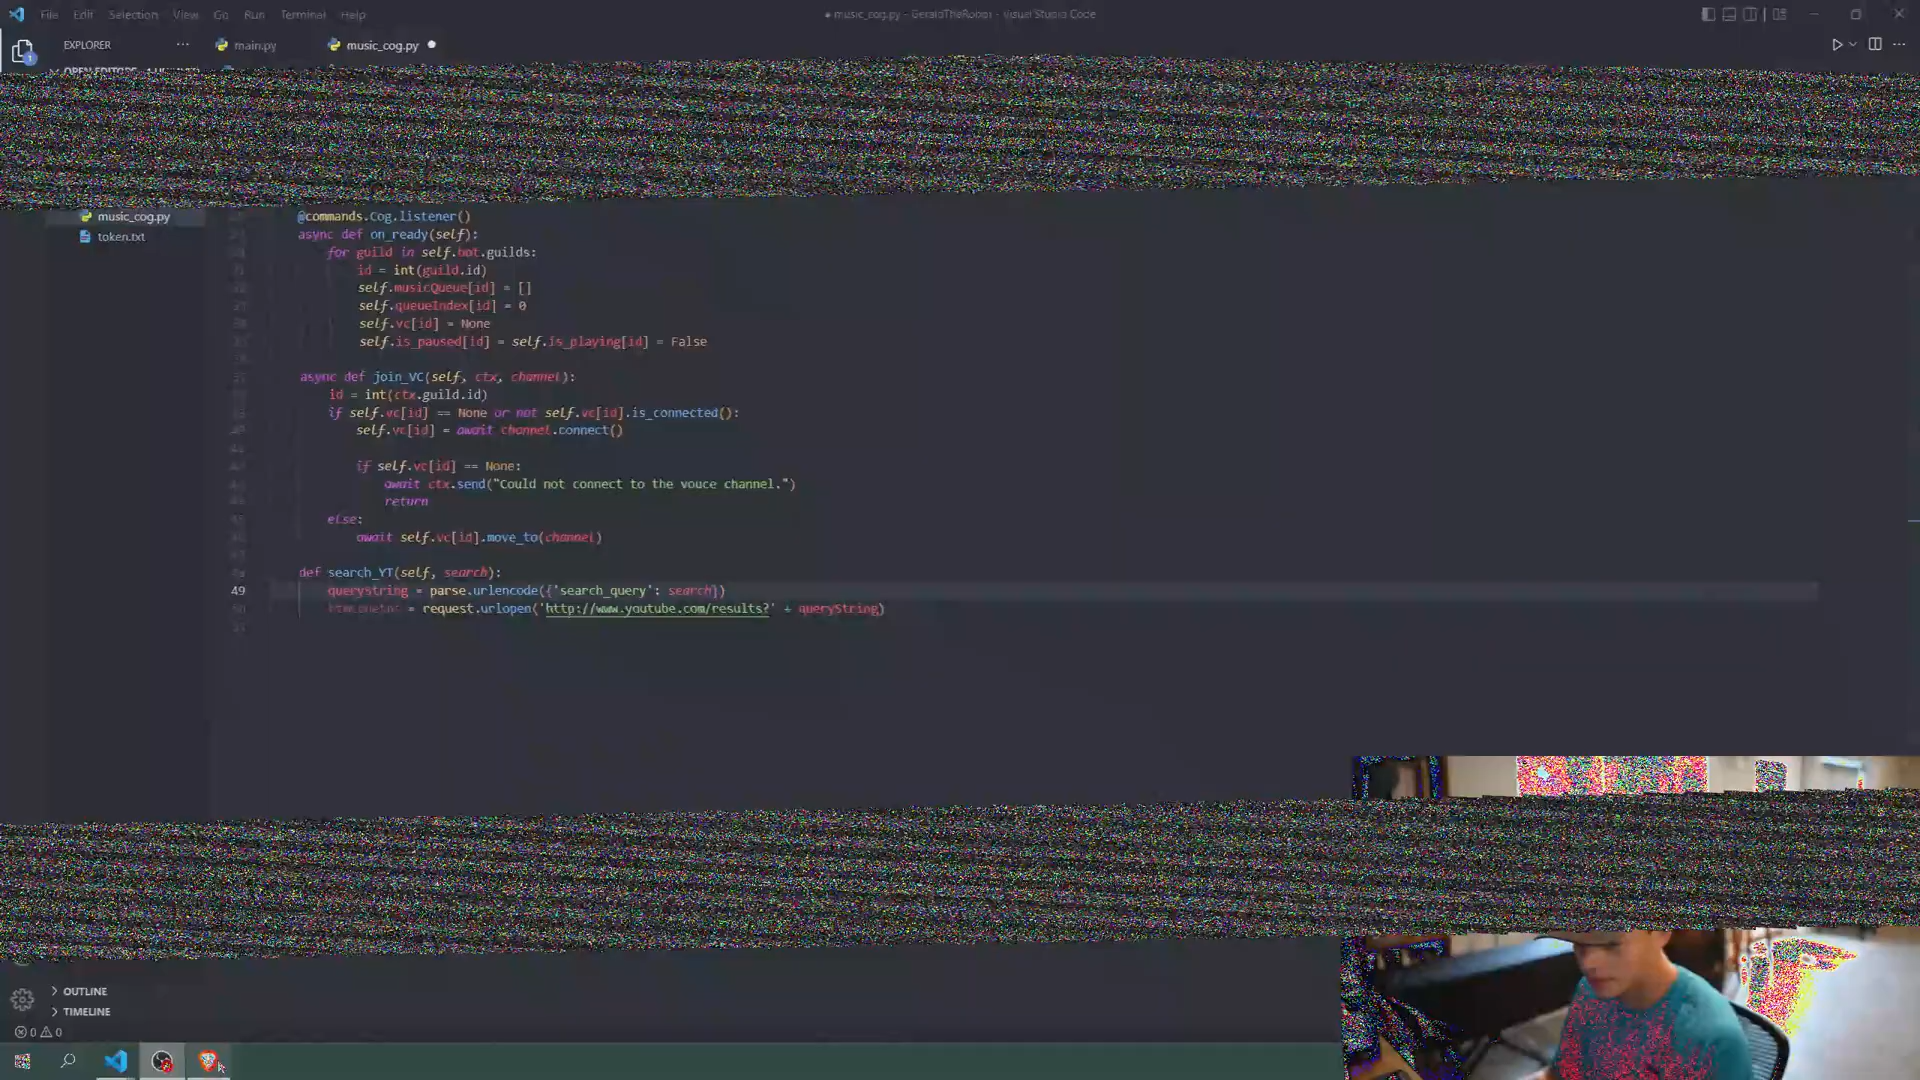 File Edit Selection View Go Run Terminal Help
music_cog.py - GeraldTheRobot - Visual Studio Code
EXPLORER
main.py
music_cog.py
music_cog.py
token.txt
@commands.Cog.listener()
async def on_ready(self):
for guild in self.bot.guilds:
id = int(guild.id)
self.musicQueue[id] = []
self.queueIndex[id] = 0
self.vc[id] = None
self.is_paused[id] = self.is_playing[id] = False
async def join_VC(self, ctx, channel):
id = int(ctx.guild.id)
if self.vc[id] == None or not self.vc[id].is_connected():
self.vc[id] = await channel.connect()
if self.vc[id] == None:
await ctx.send("Could not connect to the vouce channel.")
return
else:
await self.vc[id].move_to(channel)
def search_YT(self, search):
49 queryString = parse.urlencode({'search_query': search})
= request.urlopen('http://www.youtube.com/results?' + queryString)
OUTLINE
TIMELINE
0 0